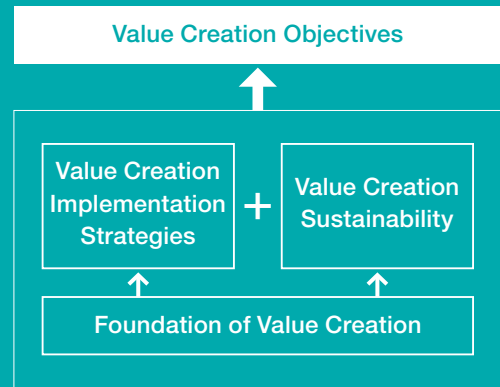 Value Creation Objectives
Value Creation
Implementation
Strategies
+
Value Creation
Sustainability
Foundation of Value Creation